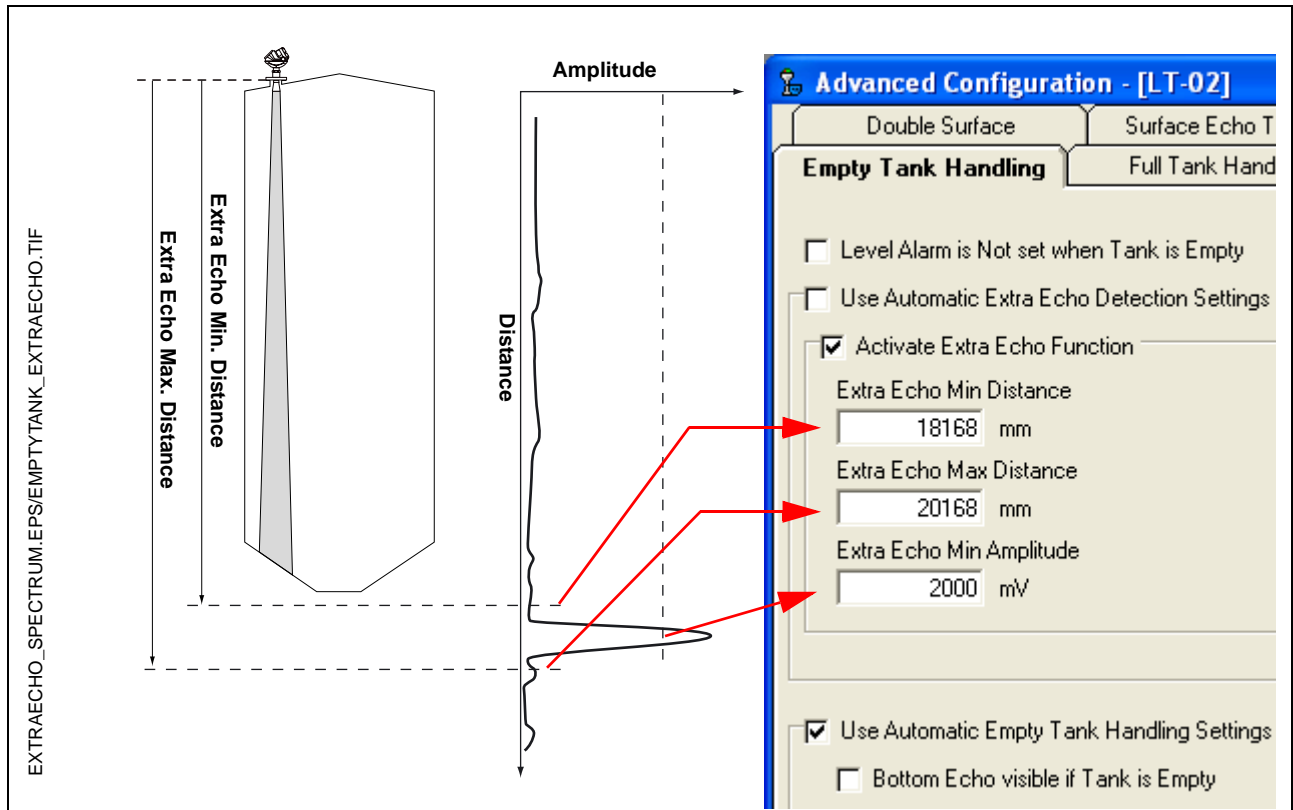 EXTRAECHO_SPECTRUM.EPS/EMPTYTANK_EXTRAECHO.TIF
Extra Echo Max. Distance
Extra Echo Min. Distance
Amplitude
Distance
Advanced Configuration - [LT-02]
Double Surface
Surface Echo T
Empty Tank Handling
Full Tank Hand
Level Alarm is Not set when Tank is Empty
Use Automatic Extra Echo Detection Settings
Activate Extra Echo Function
Extra Echo Min Distance
18168 mm
Extra Echo Max Distance
20168 mm
Extra Echo Min Amplitude
2000 mV
Use Automatic Empty Tank Handling Settings
Bottom Echo visible if Tank is Empty